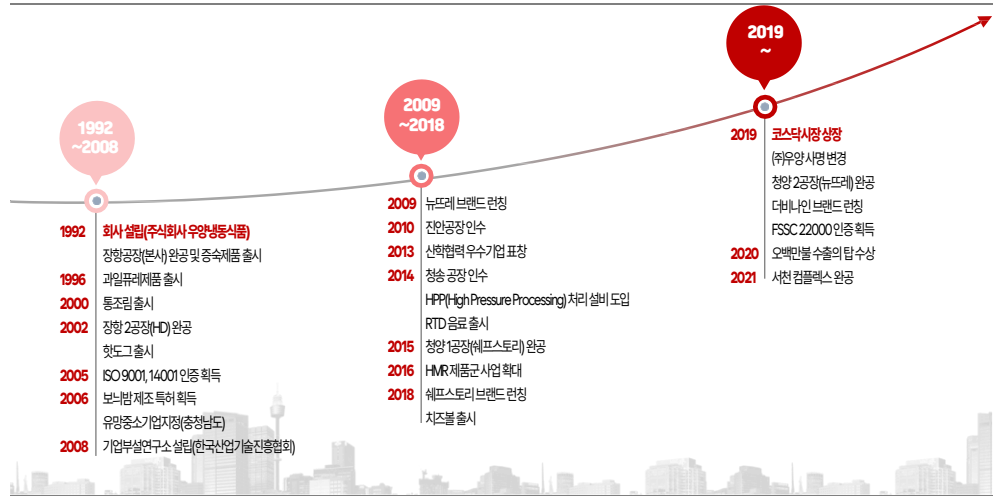 1992
~2008
1992 회사 설립(주식회사 우양냉동식품)
장항공장(본사) 완공 및 증숙제품 출시
1996 과일퓨레제품 출시
2000 통조림 출시
2002 장항 2공장(HD) 완공
핫도그 출시
2005 ISO 9001, 14001 인증 획득
2006 보늬밤 제조 특허 획득
유망중소기업지정(충청남도)
2008 기업부설연구소 설립(한국산업기술진흥협회)
2009
~2018
2009 뉴뜨레 브랜드 런칭
2010 진안공장 인수
2013 산학협력 우수기업 표창
2014 청송 공장 인수
HPP(High Pressure Processing) 처리 설비 도입
RTD 음료 출시
2015 청양 1공장(쉐프스토리) 완공
2016 HMR 제품군 사업 확대
2018 쉐프스토리 브랜드 런칭
치즈볼 출시
2019
~
2019 코스닥시장 상장
㈜우양 사명 변경
청양 2공장(뉴뜨레) 완공
더비나인 브랜드 런칭
FSSC 22000 인증 획득
2020 오백만불 수출의 탑 수상
2021 서천 컴플렉스 완공